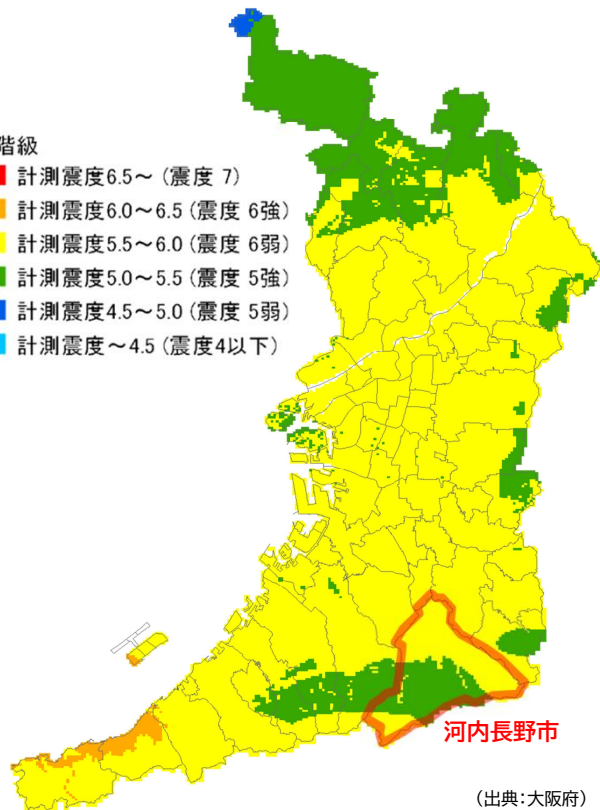 階級
計測震度6.5～ (震度 7)
計測震度6.0～6.5 (震度 6強)
計測震度5.5～6.0 (震度 6弱)
計測震度5.0～5.5 (震度 5強)
計測震度4.5～5.0 (震度 5弱)
計測震度～4.5 (震度4以下)
河内長野市
（出典：大阪府）